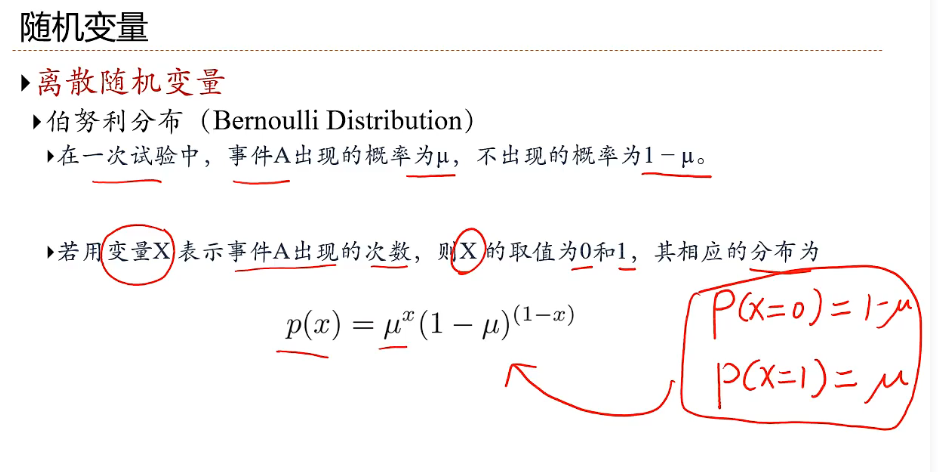 随机变量
离散随机变量
伯努利分布（Bernoulli Distribution）
在一次试验中，事件A出现的概率为μ，不出现的概率为1－μ。
若用变量X表示事件A出现的次数，则X的取值为0和1，其相应的分布为
p(x) = μ^x (1 − μ)^(1−x)
P(x=0) = 1-μ
P(x=1) = μ